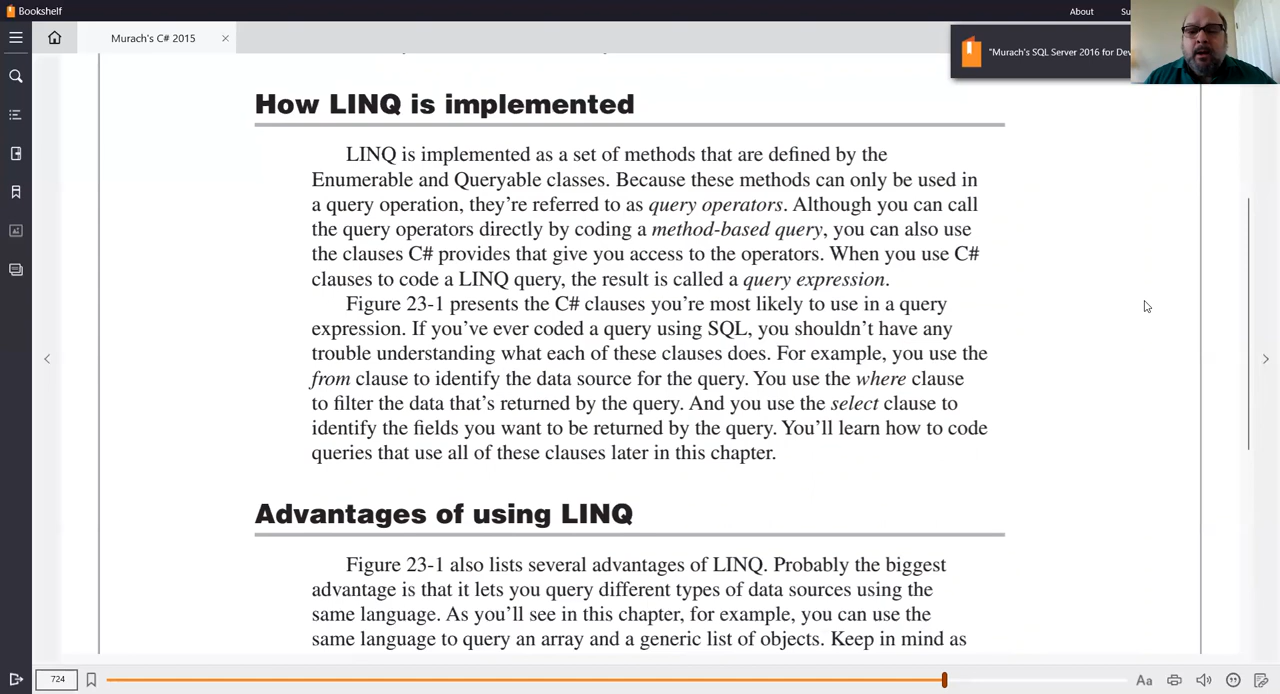 Bookshelf
About
Murach's C# 2015
"Murach's SQL Server 2016 for
How LINQ is implemented
LINQ is implemented as a set of methods that are defined by the
Enumerable and Queryable classes. Because these methods can only be used in
a query operation, they're referred to as query operators. Although you can call
the query operators directly by coding a method-based query, you can also use
the clauses C# provides that give you access to the operators. When you use C#
clauses to code a LINQ query, the result is called a query expression.
Figure 23-1 presents the C# clauses you're most likely to use in a query
expression. If you've ever coded a query using SQL, you shouldn't have any
trouble understanding what each of these clauses does. For example, you use the
from clause to identify the data source for the query. You use the where clause
to filter the data that's returned by the query. And you use the select clause to
identify the fields you want to be returned by the query. You'll learn how to code
queries that use all of these clauses later in this chapter.
Advantages of using LINQ
Figure 23-1 also lists several advantages of LINQ. Probably the biggest
advantage is that it lets you query different types of data sources using the
same language. As you'll see in this chapter, for example, you can use the
same language to query an array and a generic list of objects. Keep in mind as
724
Aa